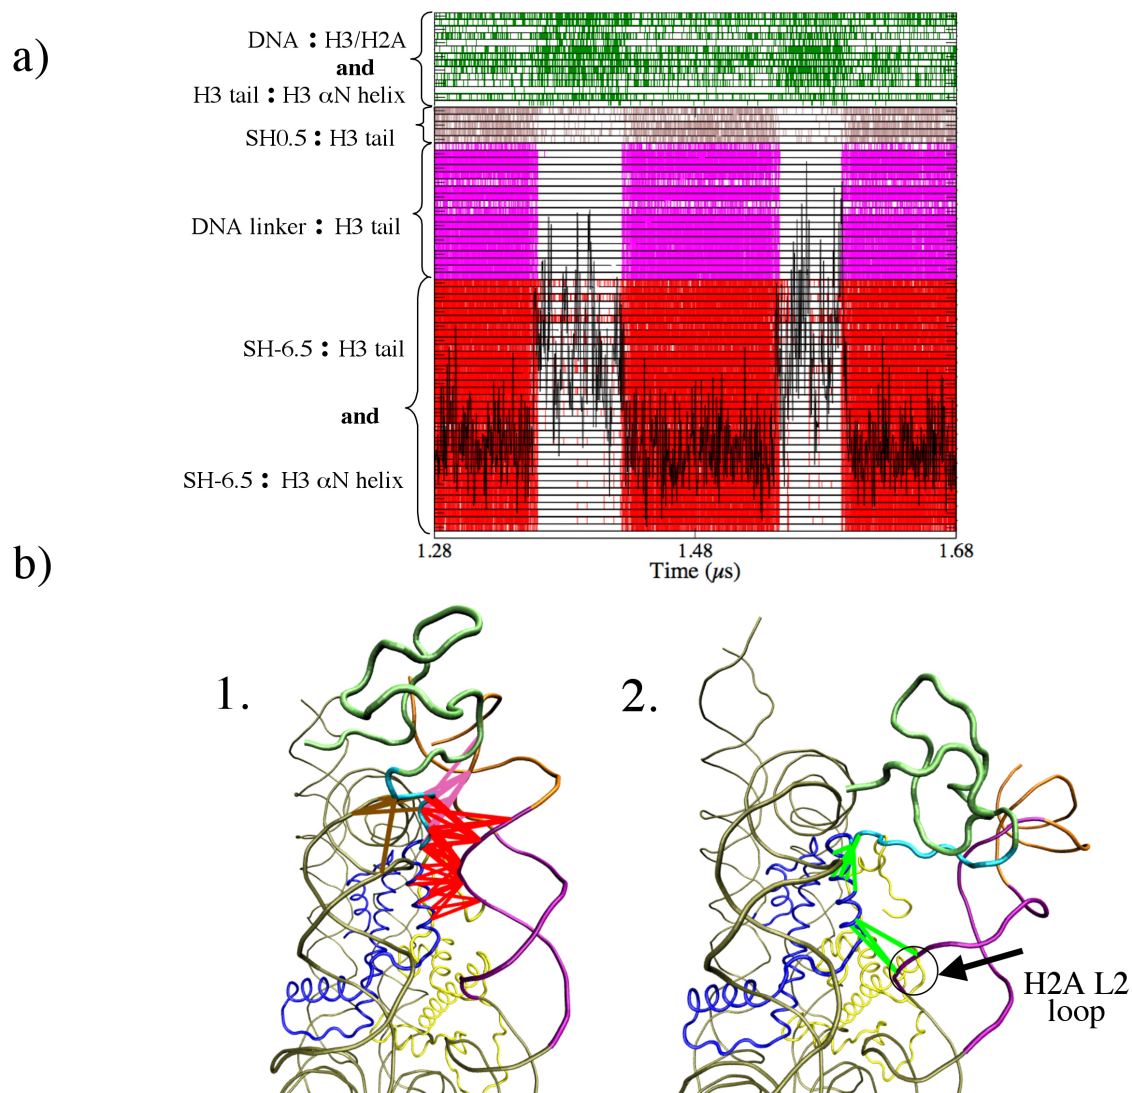 a)
DNA : H3/H2A
and
H3 tail : H3 αN helix
SH0.5 : H3 tail
DNA linker : H3 tail
SH-6.5 : H3 tail
and
SH-6.5 : H3 αN helix
1.28 1.48 1.68
Time (μs)
b)
1.
2.
H2A L2
loop